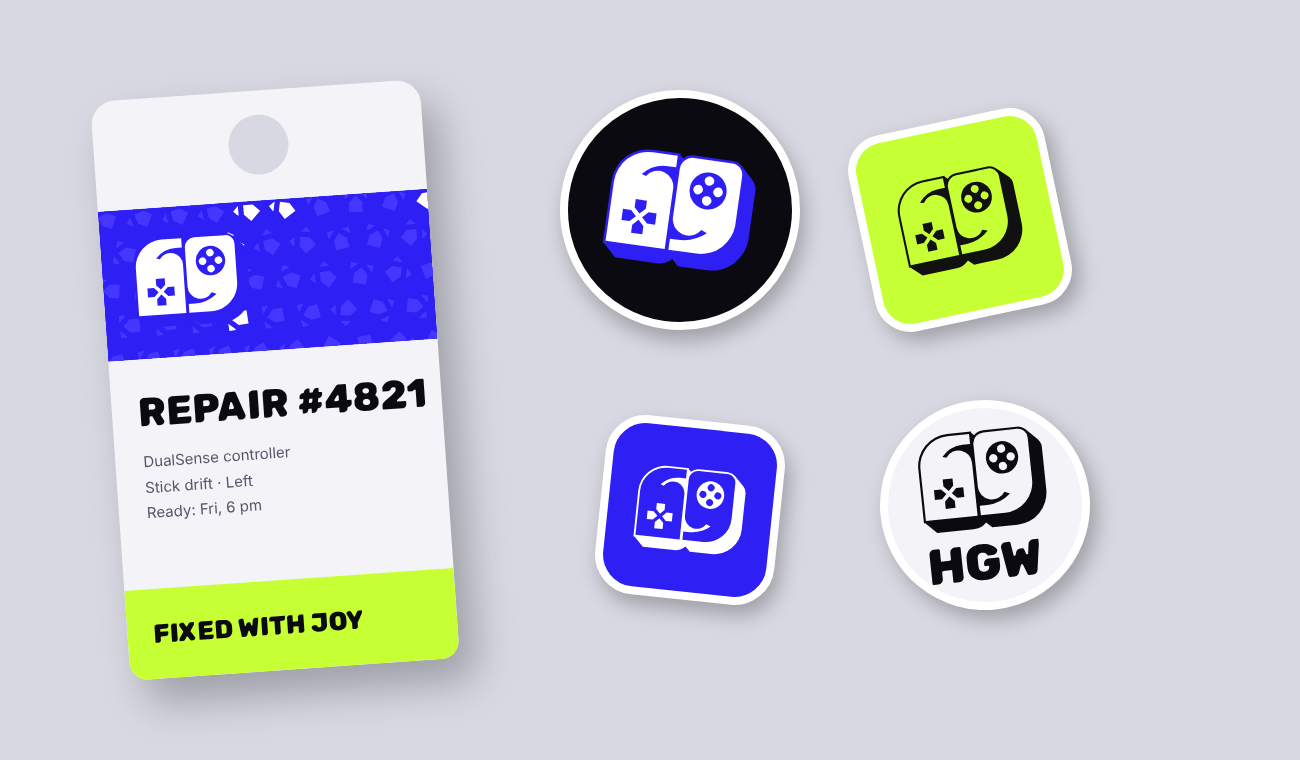 REPAIR #4821
DualSense controller
Stick drift · Left
Ready: Fri, 6 pm
FIXED WITH JOY
HGW